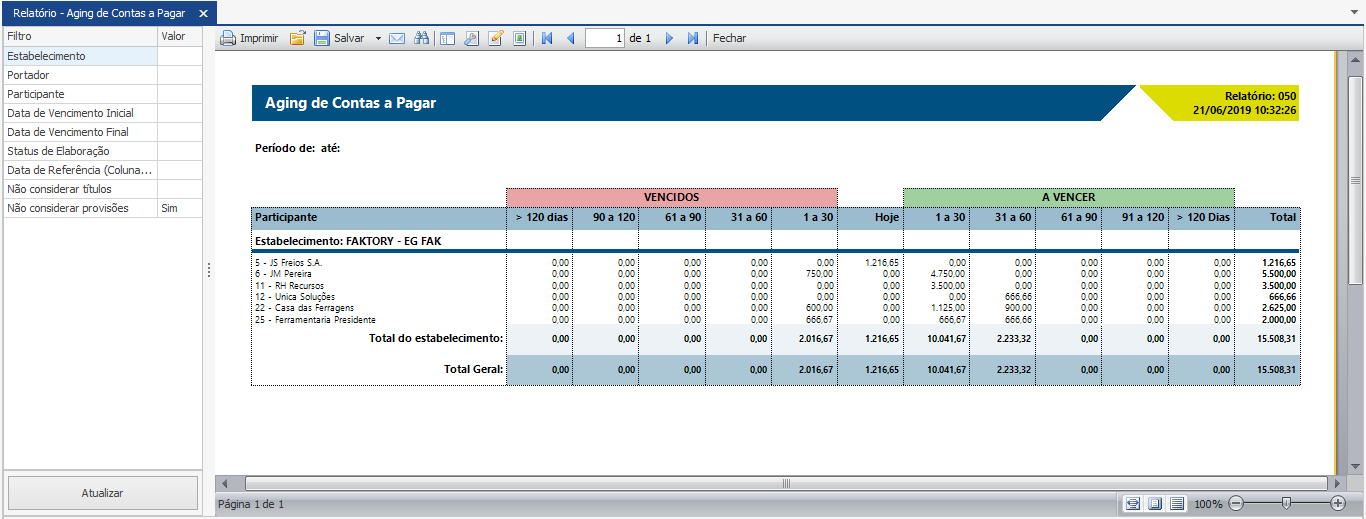 Relatório - Aging de Contas a Pagar
Filtro Valor
Estabelecimento
Portador
Participante
Data de Vencimento Inicial
Data de Vencimento Final
Status de Elaboração
Data de Referência (Coluna...
Não considerar títulos
Não considerar provisões Sim
Atualizar
Imprimir Salvar 1 de 1 Fechar
Aging de Contas a Pagar
Relatório: 050
21/06/2019 10:32:26
Período de: até:
VENCIDOS A VENCER
Participante > 120 dias 90 a 120 61 a 90 31 a 60 1 a 30 Hoje 1 a 30 31 a 60 61 a 90 91 a 120 > 120 Dias Total
Estabelecimento: FAKTORY - EG FAK
5 - JS Freios S.A. 0,00 0,00 0,00 0,00 0,00 1.216,65 0,00 0,00 0,00 0,00 0,00 1.216,65
6 - JM Pereira 0,00 0,00 0,00 0,00 750,00 0,00 4.750,00 0,00 0,00 0,00 0,00 5.500,00
11 - RH Recursos 0,00 0,00 0,00 0,00 0,00 0,00 3.500,00 0,00 0,00 0,00 0,00 3.500,00
12 - Unica Soluções 0,00 0,00 0,00 0,00 0,00 0,00 0,00 666,66 0,00 0,00 0,00 666,66
22 - Casa das Ferragens 0,00 0,00 0,00 0,00 600,00 0,00 1.125,00 900,00 0,00 0,00 0,00 2.625,00
25 - Ferramentaria Presidente 0,00 0,00 0,00 0,00 666,67 0,00 666,67 666,66 0,00 0,00 0,00 2.000,00
Total do estabelecimento: 0,00 0,00 0,00 0,00 2.016,67 1.216,65 10.041,67 2.233,32 0,00 0,00 0,00 15.508,31
Total Geral: 0,00 0,00 0,00 0,00 2.016,67 1.216,65 10.041,67 2.233,32 0,00 0,00 0,00 15.508,31
Página 1 de 1 100%